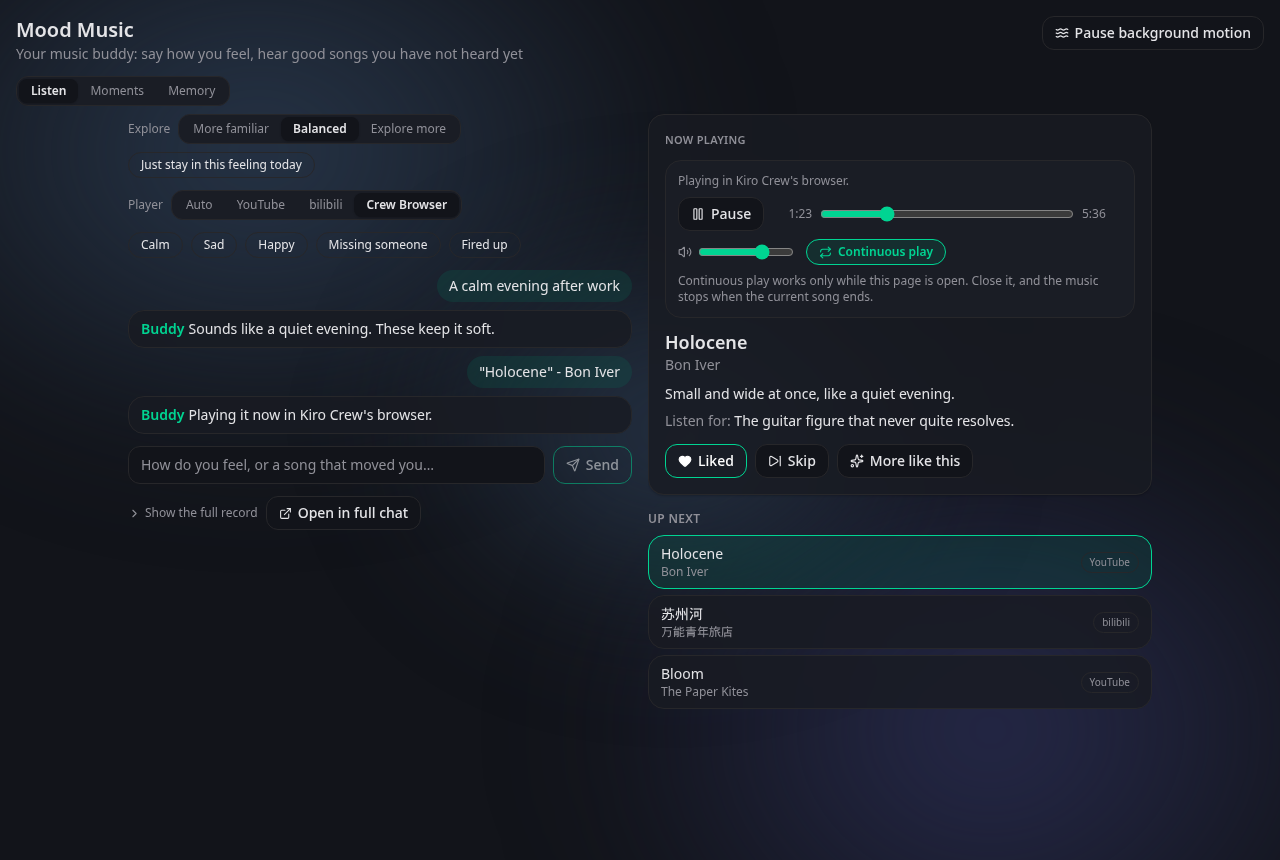 Mood Music
Your music buddy: say how you feel, hear good songs you have not heard yet
Pause background motion
Listen Moments Memory
Explore More familiar Balanced Explore more
Just stay in this feeling today
Player Auto YouTube bilibili Crew Browser
Calm Sad Happy Missing someone Fired up
A calm evening after work
Buddy Sounds like a quiet evening. These keep it soft.
"Holocene" - Bon Iver
Buddy Playing it now in Kiro Crew's browser.
How do you feel, or a song that moved you...
Send
Show the full record
Open in full chat
NOW PLAYING
Playing in Kiro Crew's browser.
Pause 1:23 5:36
Continuous play
Continuous play works only while this page is open. Close it, and the music
stops when the current song ends.
Holocene
Bon Iver
Small and wide at once, like a quiet evening.
Listen for: The guitar figure that never quite resolves.
Liked Skip More like this
UP NEXT
Holocene
Bon Iver
YouTube
苏州河
万能青年旅店
bilibili
Bloom
The Paper Kites
YouTube